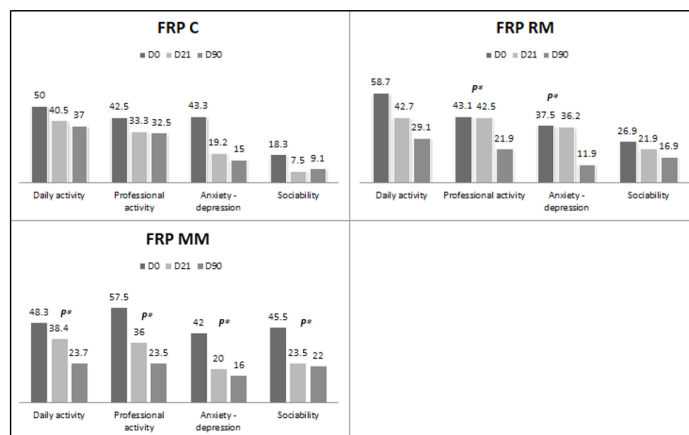 FRP C
D0 D21 D90
50 40.5 37 42.5 33.3 32.5 43.3 19.2 15 18.3 7.5 9.1
Daily activity Professional activity Anxiety - depression Sociability
FRP RM
D0 D21 D90
P* P*
58.7 42.7 29.1 43.1 42.5 21.9 37.5 36.2 11.9 26.9 21.9 16.9
Daily activity Professional activity Anxiety - depression Sociability
FRP MM
D0 D21 D90
P* P* P* P*
48.3 38.4 23.7 57.5 36 23.5 42 20 16 45.5 23.5 22
Daily activity Professional activity Anxiety - depression Sociability